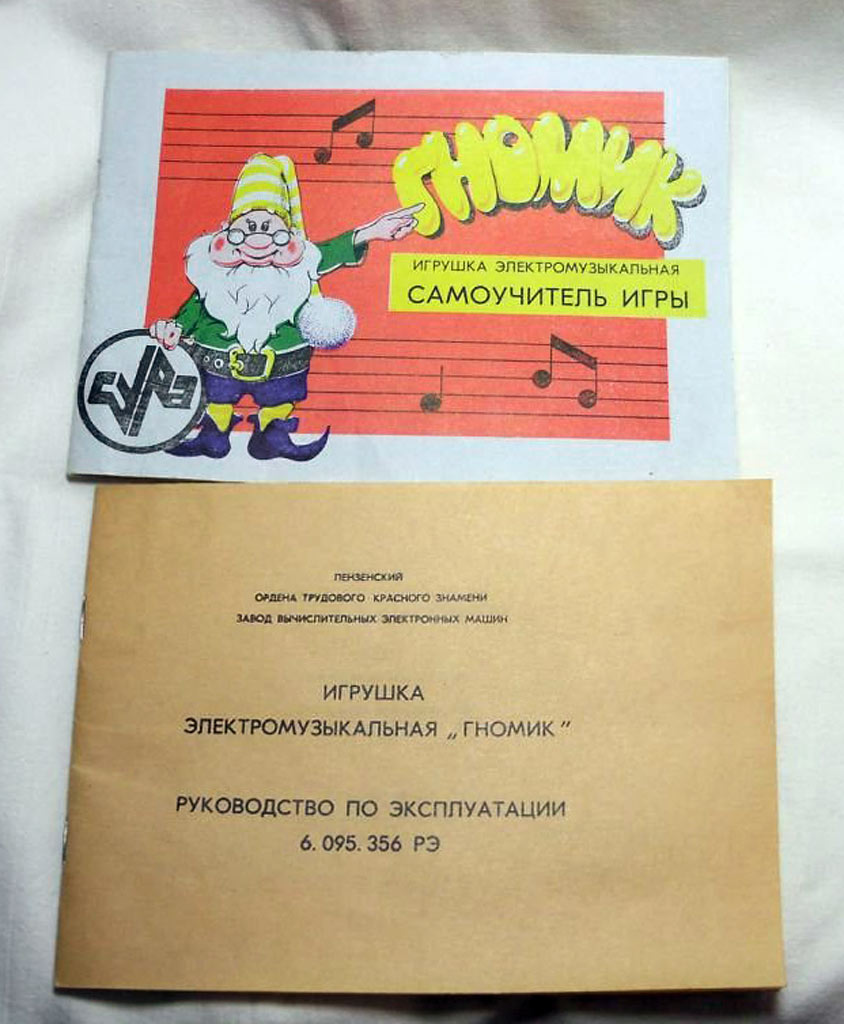 ГНОМИК
ИГРУШКА ЭЛЕКТРОМУЗЫКАЛЬНАЯ
САМОУЧИТЕЛЬ ИГРЫ
СУРА
ПЕНЗЕНСКИЙ
ОРДЕНА ТРУДОВОГО КРАСНОГО ЗНАМЕНИ
ЗАВОД ВЫЧИСЛИТЕЛЬНЫХ ЭЛЕКТРОННЫХ МАШИН
ИГРУШКА
ЭЛЕКТРОМУЗЫКАЛЬНАЯ „ГНОМИК"
РУКОВОДСТВО ПО ЭКСПЛУАТАЦИИ
6.095.356 РЭ